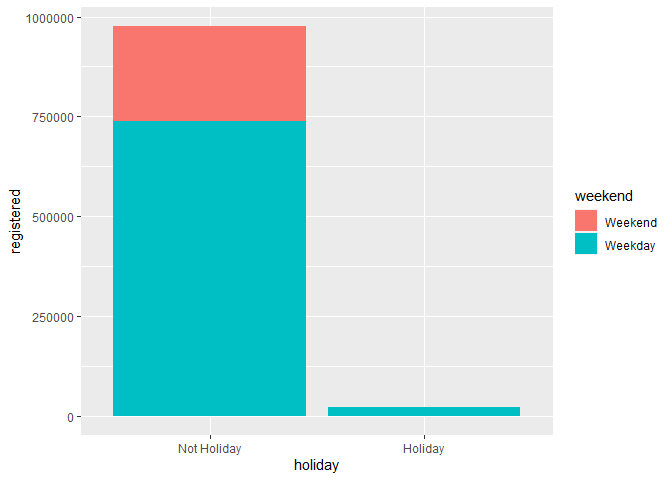 1000000
750000
500000
250000
0
registered
Not Holiday
Holiday
holiday
weekend
Weekend
Weekday